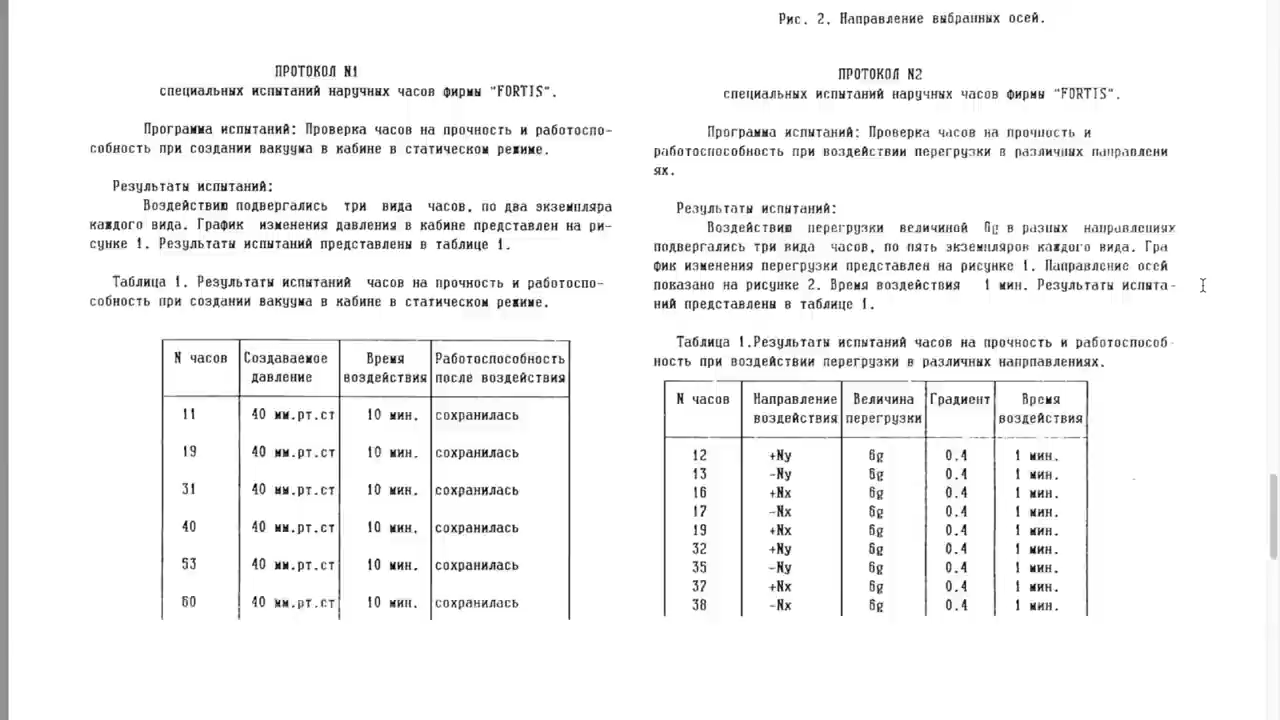 Рис. 2. Направление выбранных осей.
ПРОТОКОЛ N1
специальных испытаний наручных часов фирмы "FORTIS".
Программа испытаний: Проверка часов на прочность и работоспо-
собность при создании вакуума в кабине в статическом режиме.
Результаты испытаний:
Воздействию подвергались три вида часов, по два экземпляра
каждого вида. График изменения давления в кабине представлен на ри-
сунке 1. Результаты испытаний представлены в таблице 1.
Таблица 1. Результаты испытаний часов на прочность и работоспо-
собность при создании вакуума в кабине в статическом режиме.
N часов Создаваемое Время Работоспособность
давление воздействия после воздействия
11 40 мм.рт.ст 10 мин. сохранилась
19 40 мм.рт.ст 10 мин. сохранилась
31 40 мм.рт.ст 10 мин. сохранилась
40 40 мм.рт.ст 10 мин. сохранилась
53 40 мм.рт.ст 10 мин. сохранилась
60 40 мм.рт.ст 10 мин. сохранилась
ПРОТОКОЛ N2
специальных испытаний наручных часов фирмы "FORTIS".
Программа испытаний: Проверка часов на прочность и
работоспособность при воздействии перегрузки в различных направлени
ях.
Результаты испытаний:
Воздействию перегрузки величиной 6g в разных направлениях
подвергались три вида часов, по пять экземпляров каждого вида. Гра
фик изменения перегрузки представлен на рисунке 1. Направление осей
показано на рисунке 2. Время воздействия 1 мин. Результаты испыта-
ний представлены в таблице 1.
Таблица 1.Результаты испытаний часов на прочность и работоспособ-
ность при воздействии перегрузки в различных напрпавлениях.
N часов Направление Величина Градиент Время
воздействия перегрузки воздействия
12 +Ny 6g 0.4 1 мин.
13 -Ny 6g 0.4 1 мин.
16 +Nx 6g 0.4 1 мин.
17 -Nx 6g 0.4 1 мин.
19 +Nx 6g 0.4 1 мин.
32 +Ny 6g 0.4 1 мин.
35 -Ny 6g 0.4 1 мин.
37 +Nx 6g 0.4 1 мин.
38 -Nx 6g 0.4 1 мин.